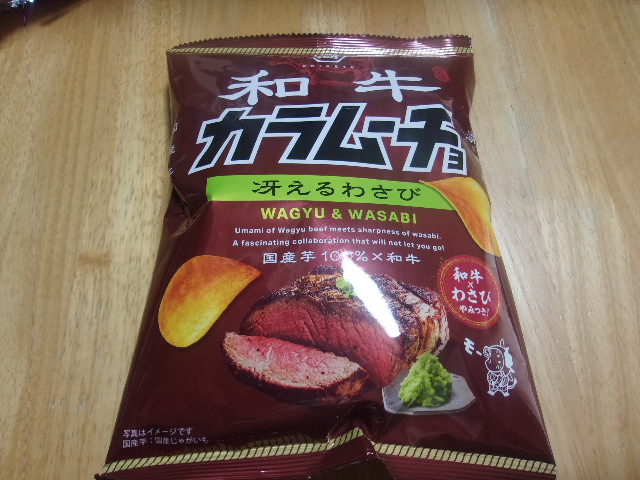 和牛
カラムーチョ
冴えるわさび
WAGYU & WASABI
Umami of Wagyu beef meets sharpness of wasabi.
A fascinating collaboration that will not let you go!
国産芋100%×和牛
和牛
×
わさび
やみつき!
モー
写真はイメージです
国産芋:国産じゃがいも